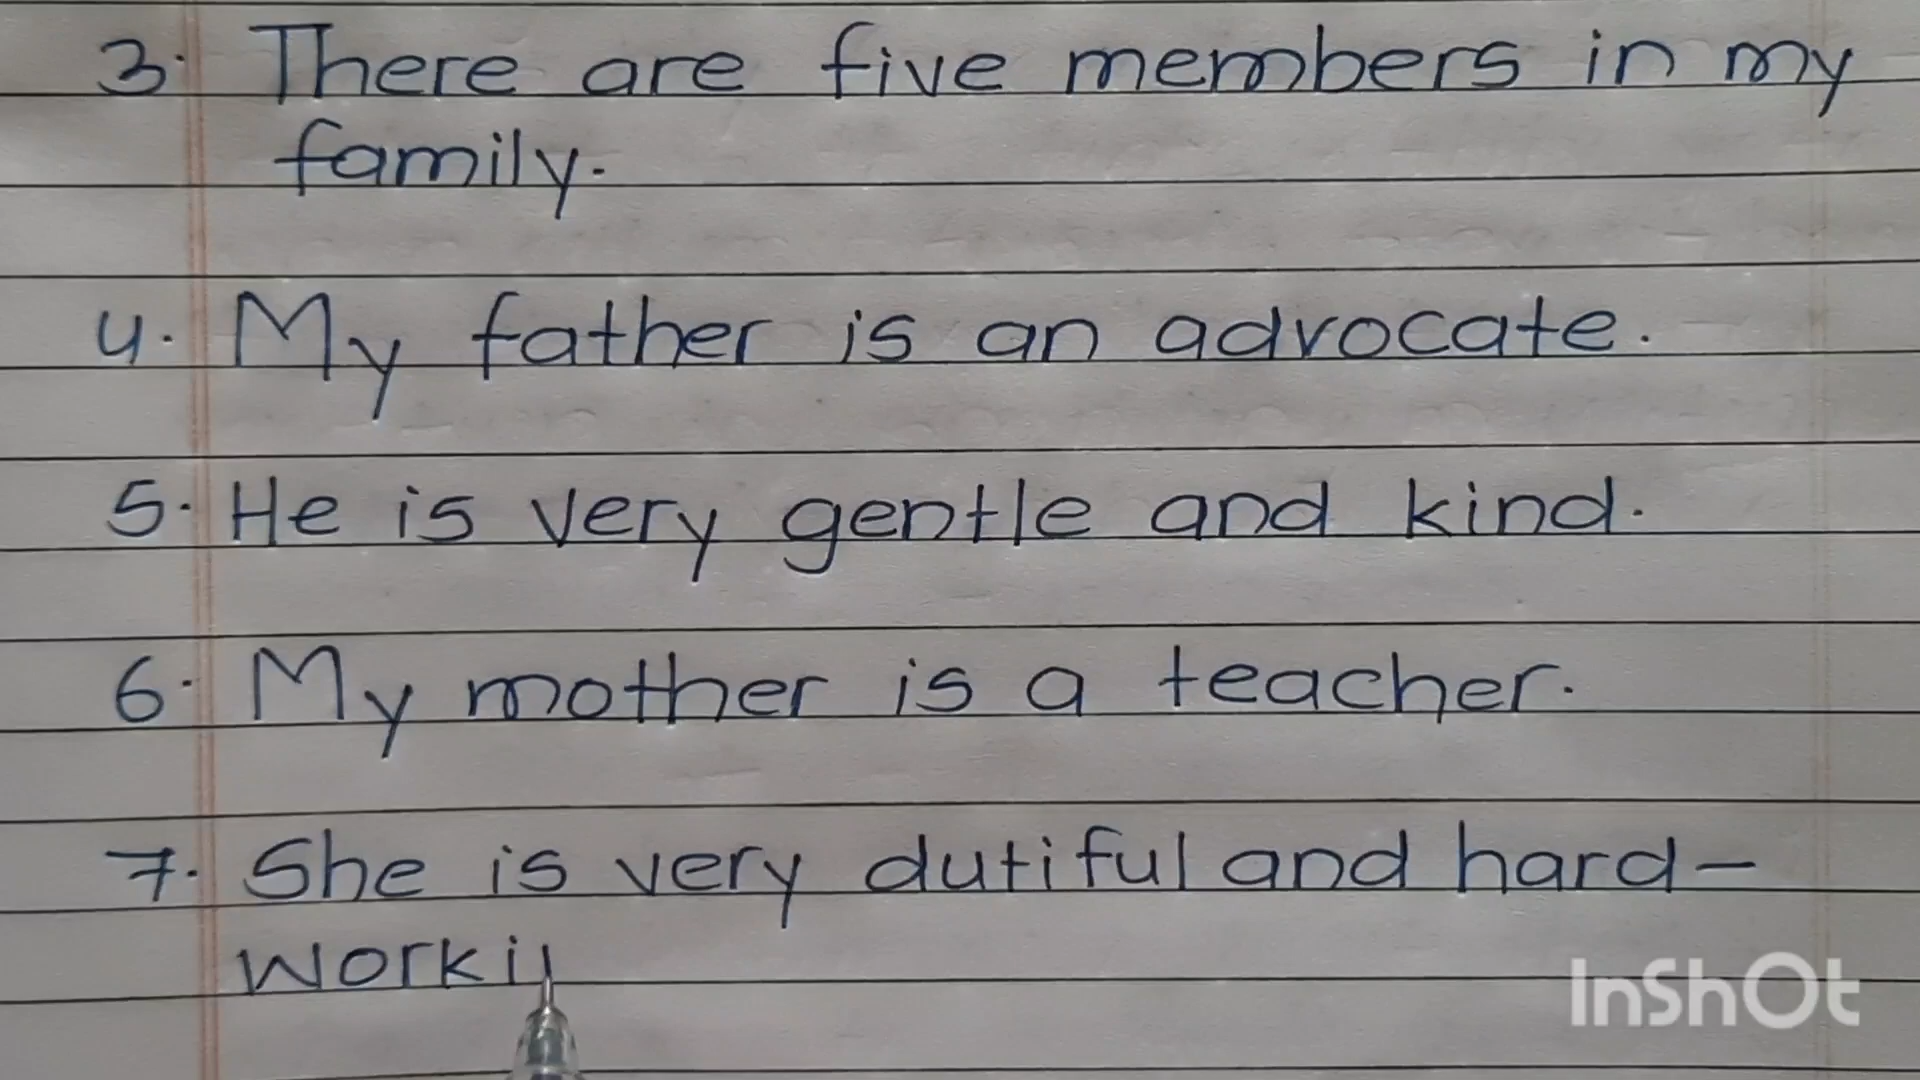 3. There are five members in my
family.
4. My father is an advocate.
5. He is very gentle and kind.
6. My mother is a teacher.
7. She is very dutiful and hard-
worki
InShOt